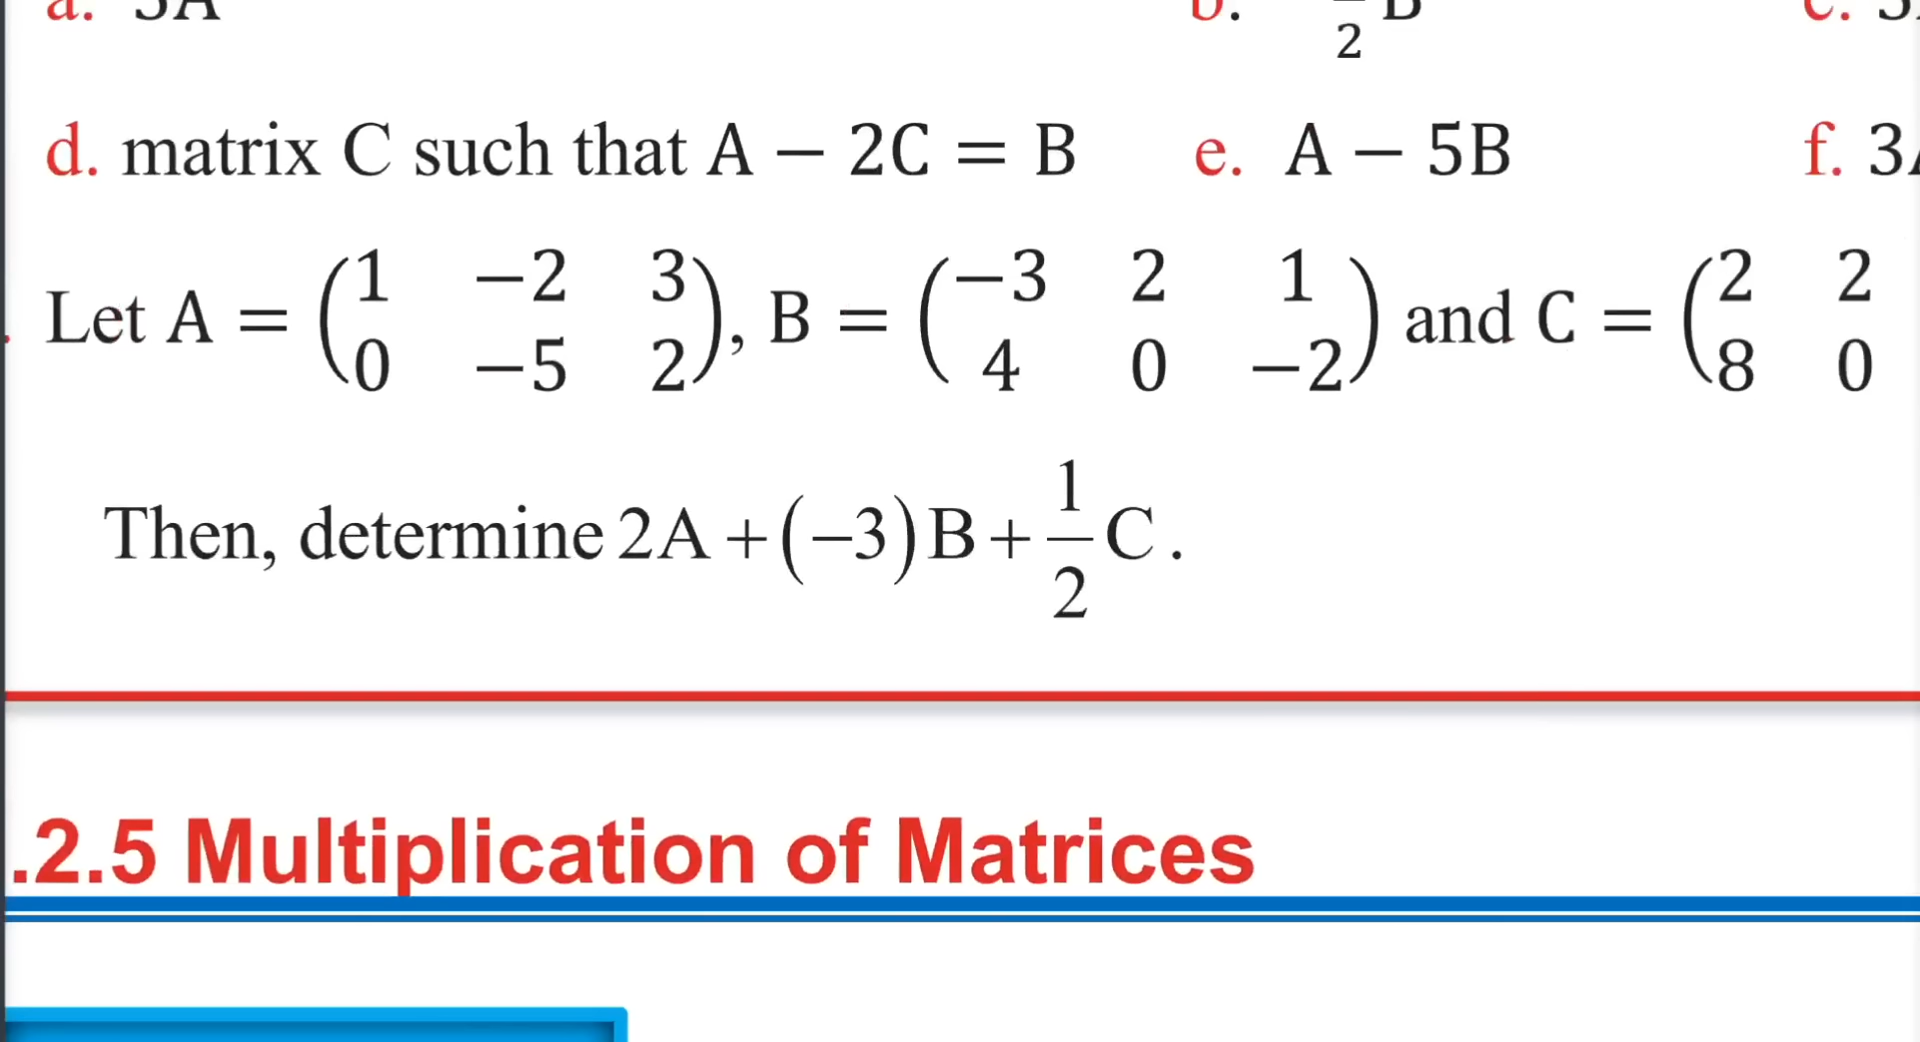 d. matrix C such that A − 2C = B e. A − 5B f. 3
Let A = (1 −2 3
0 −5 2), B = (−3 2 1
4 0 −2) and C = (2 2
8 0
Then, determine 2A + (−3)B + 1/2 C.
.2.5 Multiplication of Matrices